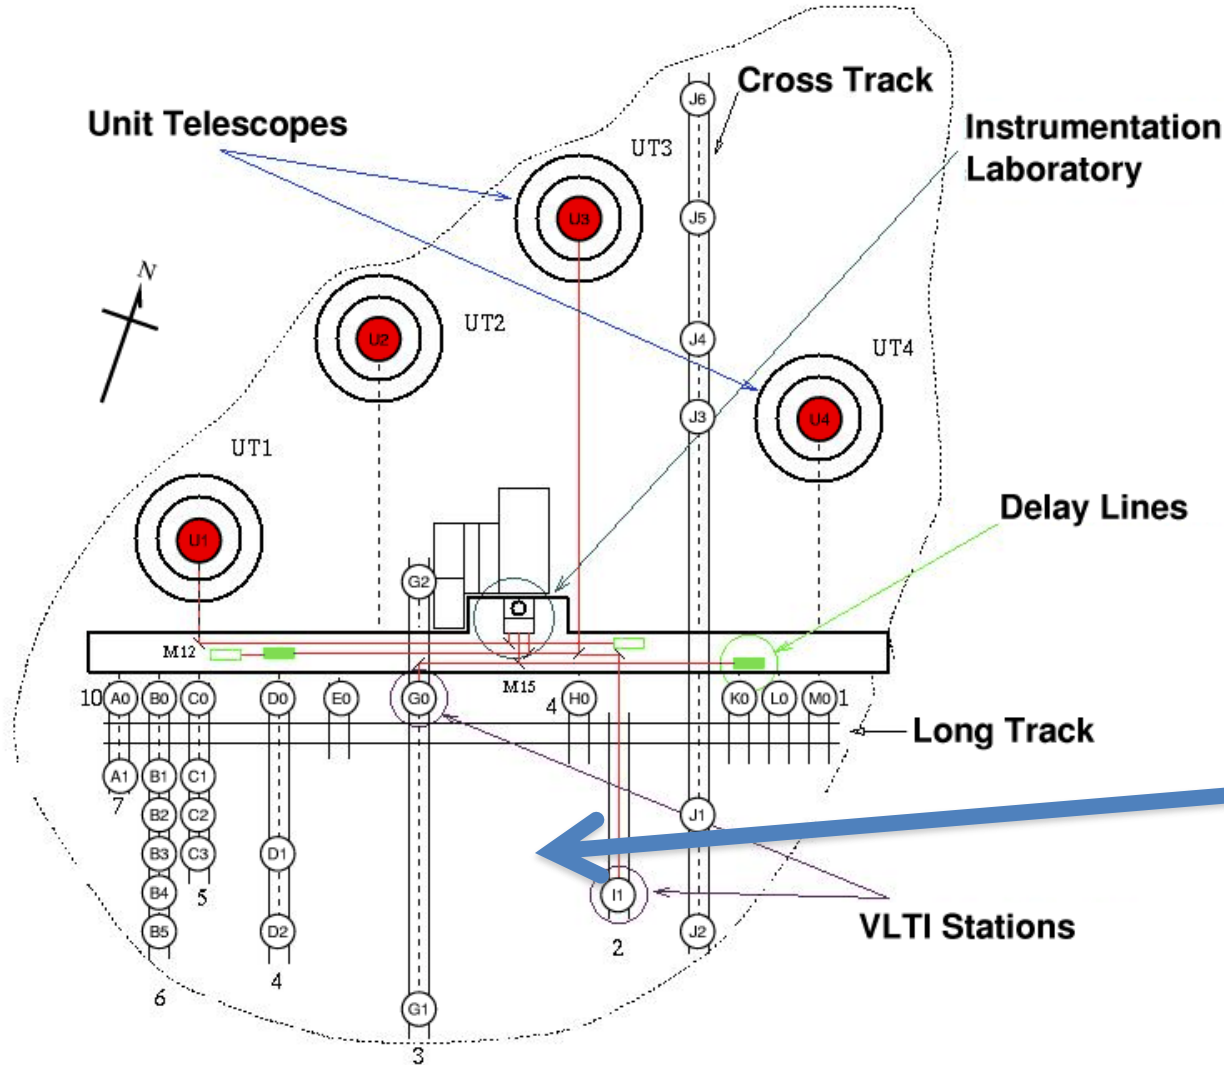 Cross Track
J6
Unit Telescopes
Instrumentation
Laboratory
UT3
U3
J5
N
UT2
U2
J4
UT4
J3
U4
UT1
Delay Lines
U1
G2
M12
M15
10
A0
B0
C0
D0
E0
G0
4
H0
K0
L0
M0
1
Long Track
A1
B1
C1
7
B2
C2
J1
B3
C3
D1
B4
5
I1
VLTI Stations
B5
D2
2
J2
6
4
G1
3